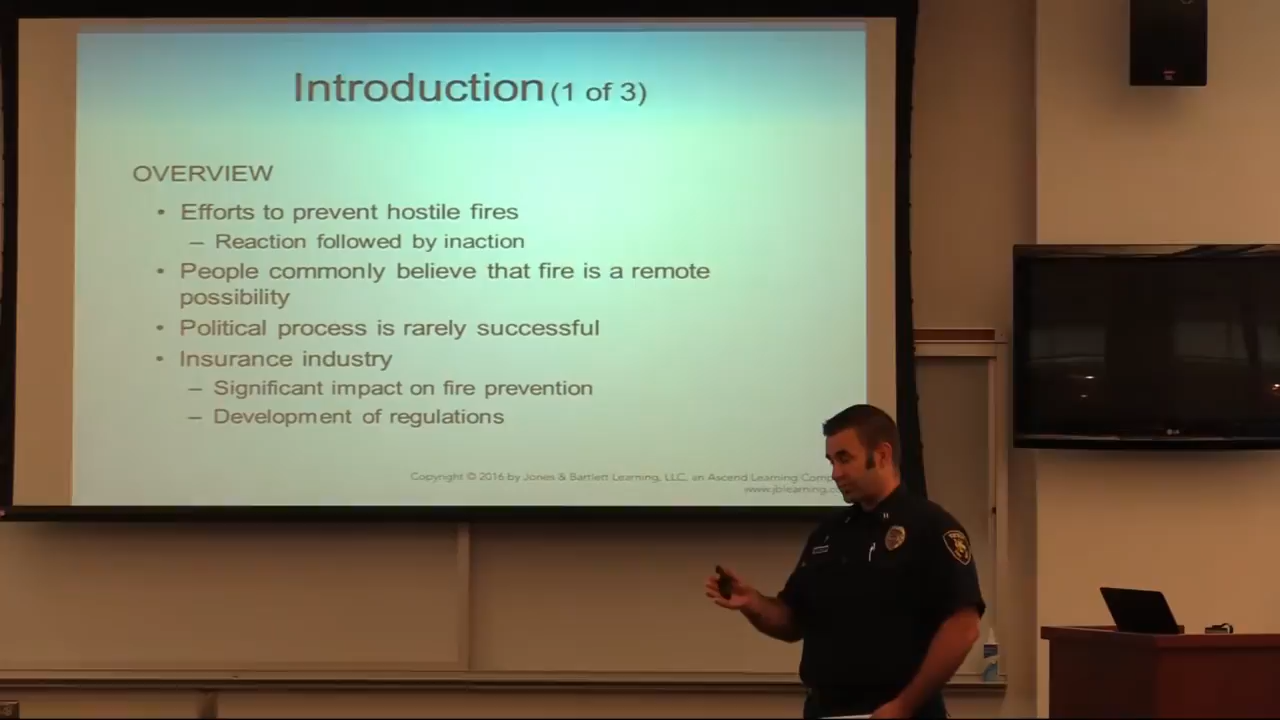 Introduction (1 of 3)
OVERVIEW
• Efforts to prevent hostile fires
– Reaction followed by inaction
• People commonly believe that fire is a remote
possibility
• Political process is rarely successful
• Insurance industry
– Significant impact on fire prevention
– Development of regulations
Copyright © 2016 by Jones & Bartlett Learning, LLC, an Ascend Learning Comp
www.jblearning.c
LG